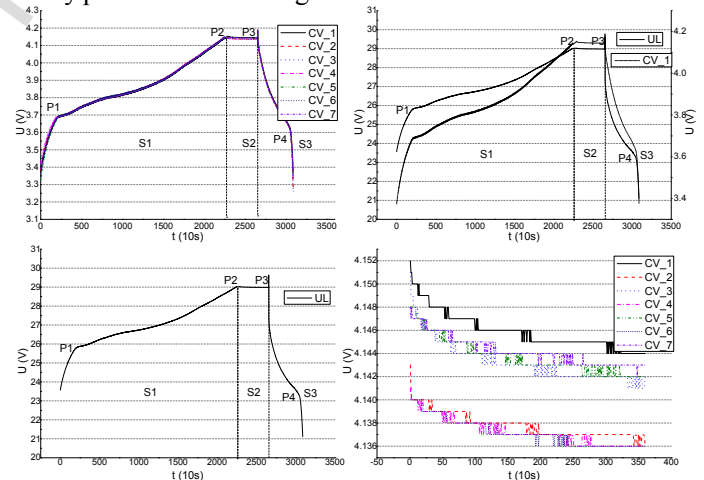 4.3
4.2
4.1
4.0
3.9
3.8
3.7
3.6
3.5
3.4
3.3
3.2
3.1
U (V)
P1
P2 P3
P4
S1
S2
S3
CV_1
CV_2
CV_3
CV_4
CV_5
CV_6
CV_7
0 500 1000 1500 2000 2500 3000 3500
t (10s)
31
30
29
28
27
26
25
24
23
22
21
20
U (V)
P1
P2 P3
P4
S1
S2
S3
UL
CV_1
4.2
4.0
3.8
3.6
3.4
U (V)
0 500 1000 1500 2000 2500 3000 3500
t (10s)
31
30
29
28
27
26
25
24
23
22
21
20
U (V)
P1
P2 P3
P4
S1
S2
S3
UL
0 500 1000 1500 2000 2500 3000 3500
t (10s)
4.152
4.150
4.148
4.146
4.144
4.142
4.140
4.138
4.136
U (V)
CV_1
CV_2
CV_3
CV_4
CV_5
CV_6
CV_7
-50 0 50 100 150 200 250 300 350 400
t (10s)